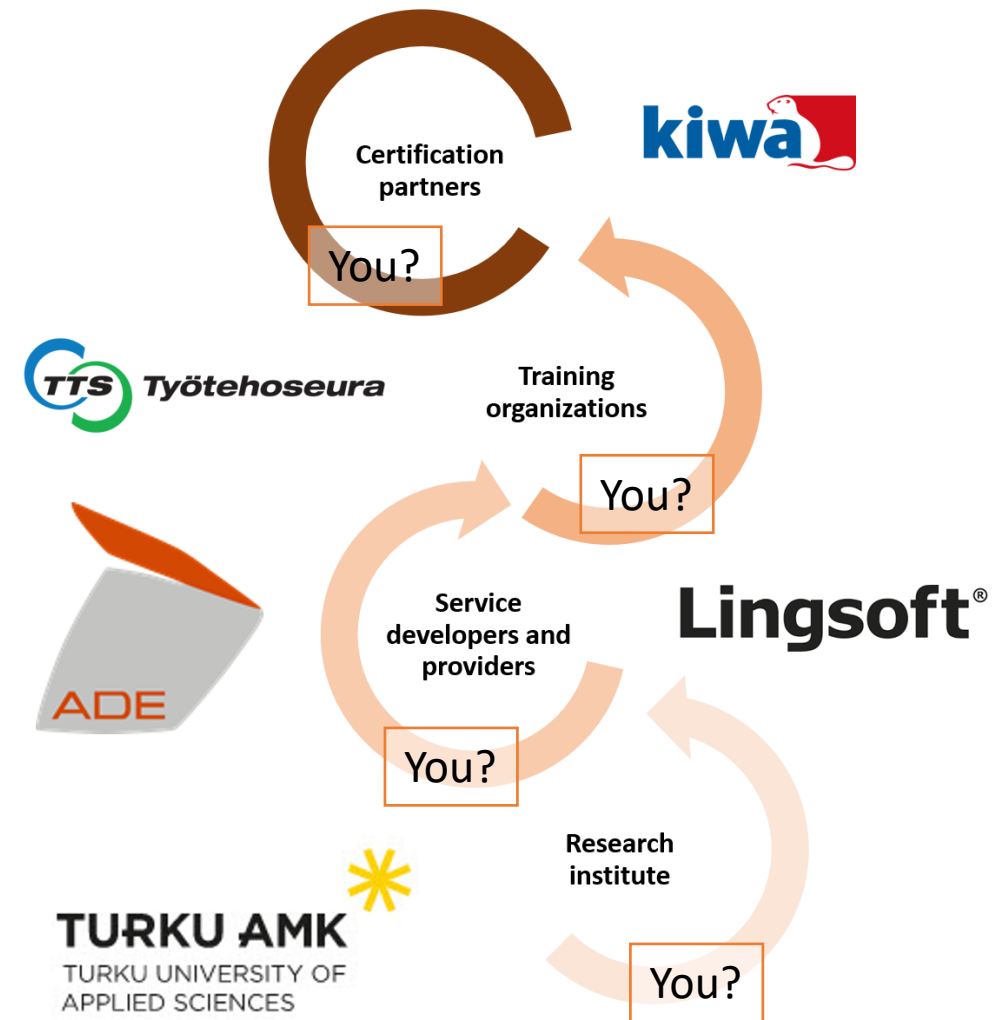 Certification
partners
kiwa
You?
TTS Työtehoseura
Training
organizations
You?
ADE
Service
developers and
providers
Lingsoft®
You?
Research
institute
TURKU AMK
TURKU UNIVERSITY OF
APPLIED SCIENCES
You?